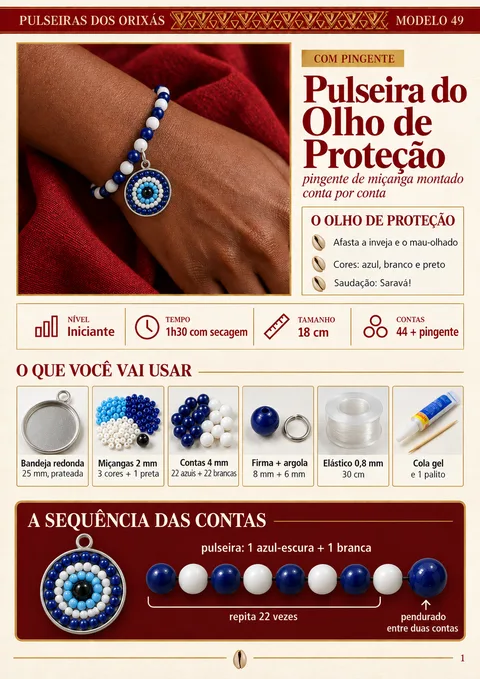 PULSEIRAS DOS ORIXÁS
MODELO 49
COM PINGENTE
Pulseira do
Olho de
Proteção
pingente de miçanga montado
conta por conta
O OLHO DE PROTEÇÃO
Afasta a inveja e o mau-olhado
Cores: azul, branco e preto
Saudação: Saravá!
NÍVEL
Iniciante
TEMPO
1h30 com secagem
TAMANHO
18 cm
CONTAS
44 + pingente
O QUE VOCÊ VAI USAR
Bandeja redonda
25 mm, prateada
Miçangas 2 mm
3 cores + 1 preta
Contas 4 mm
22 azuis + 22 brancas
Firma + argola
8 mm + 6 mm
Elástico 0,8 mm
30 cm
Cola gel
e 1 palito
A SEQUÊNCIA DAS CONTAS
pulseira: 1 azul-escura + 1 branca
repita 22 vezes
pendurado
entre duas contas
1